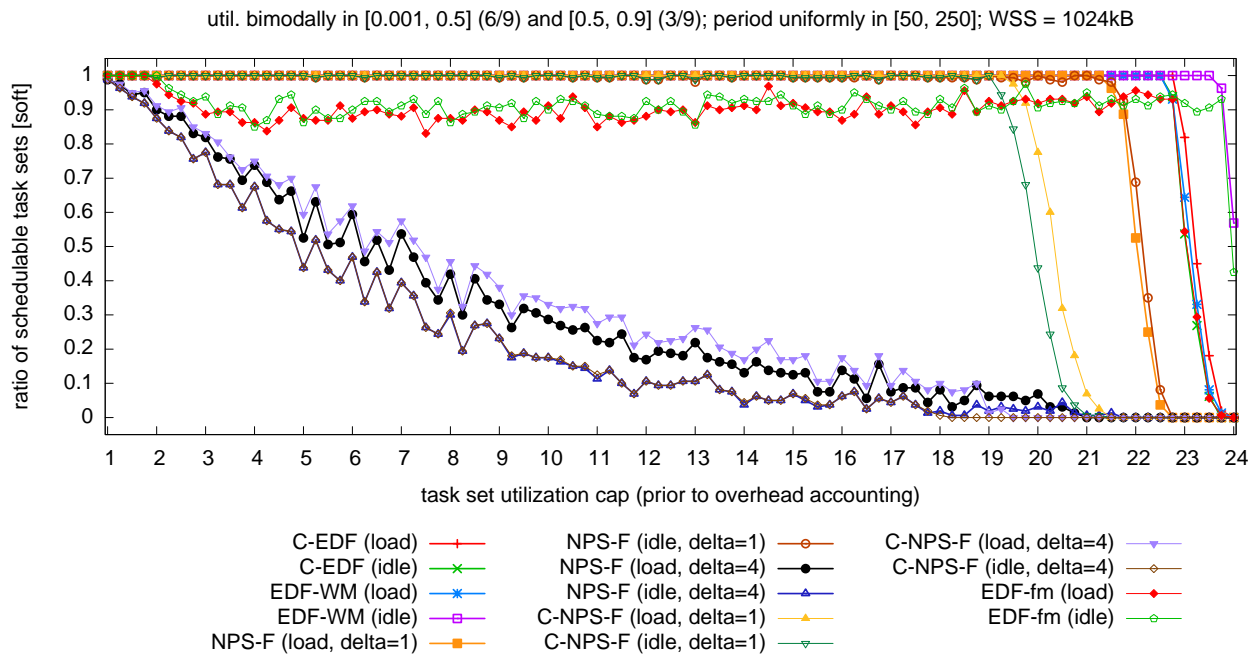 util. bimodally in [0.001, 0.5] (6/9) and [0.5, 0.9] (3/9); period uniformly in [50, 250]; WSS = 1024kB
ratio of schedulable task sets [soft]
1
0.9
0.8
0.7
0.6
0.5
0.4
0.3
0.2
0.1
0
1 2 3 4 5 6 7 8 9 10 11 12 13 14 15 16 17 18 19 20 21 22 23 24
task set utilization cap (prior to overhead accounting)
C-EDF (load)
C-EDF (idle)
EDF-WM (load)
EDF-WM (idle)
NPS-F (load, delta=1)
NPS-F (idle, delta=1)
NPS-F (load, delta=4)
NPS-F (idle, delta=4)
C-NPS-F (load, delta=1)
C-NPS-F (idle, delta=1)
C-NPS-F (load, delta=4)
C-NPS-F (idle, delta=4)
EDF-fm (load)
EDF-fm (idle)